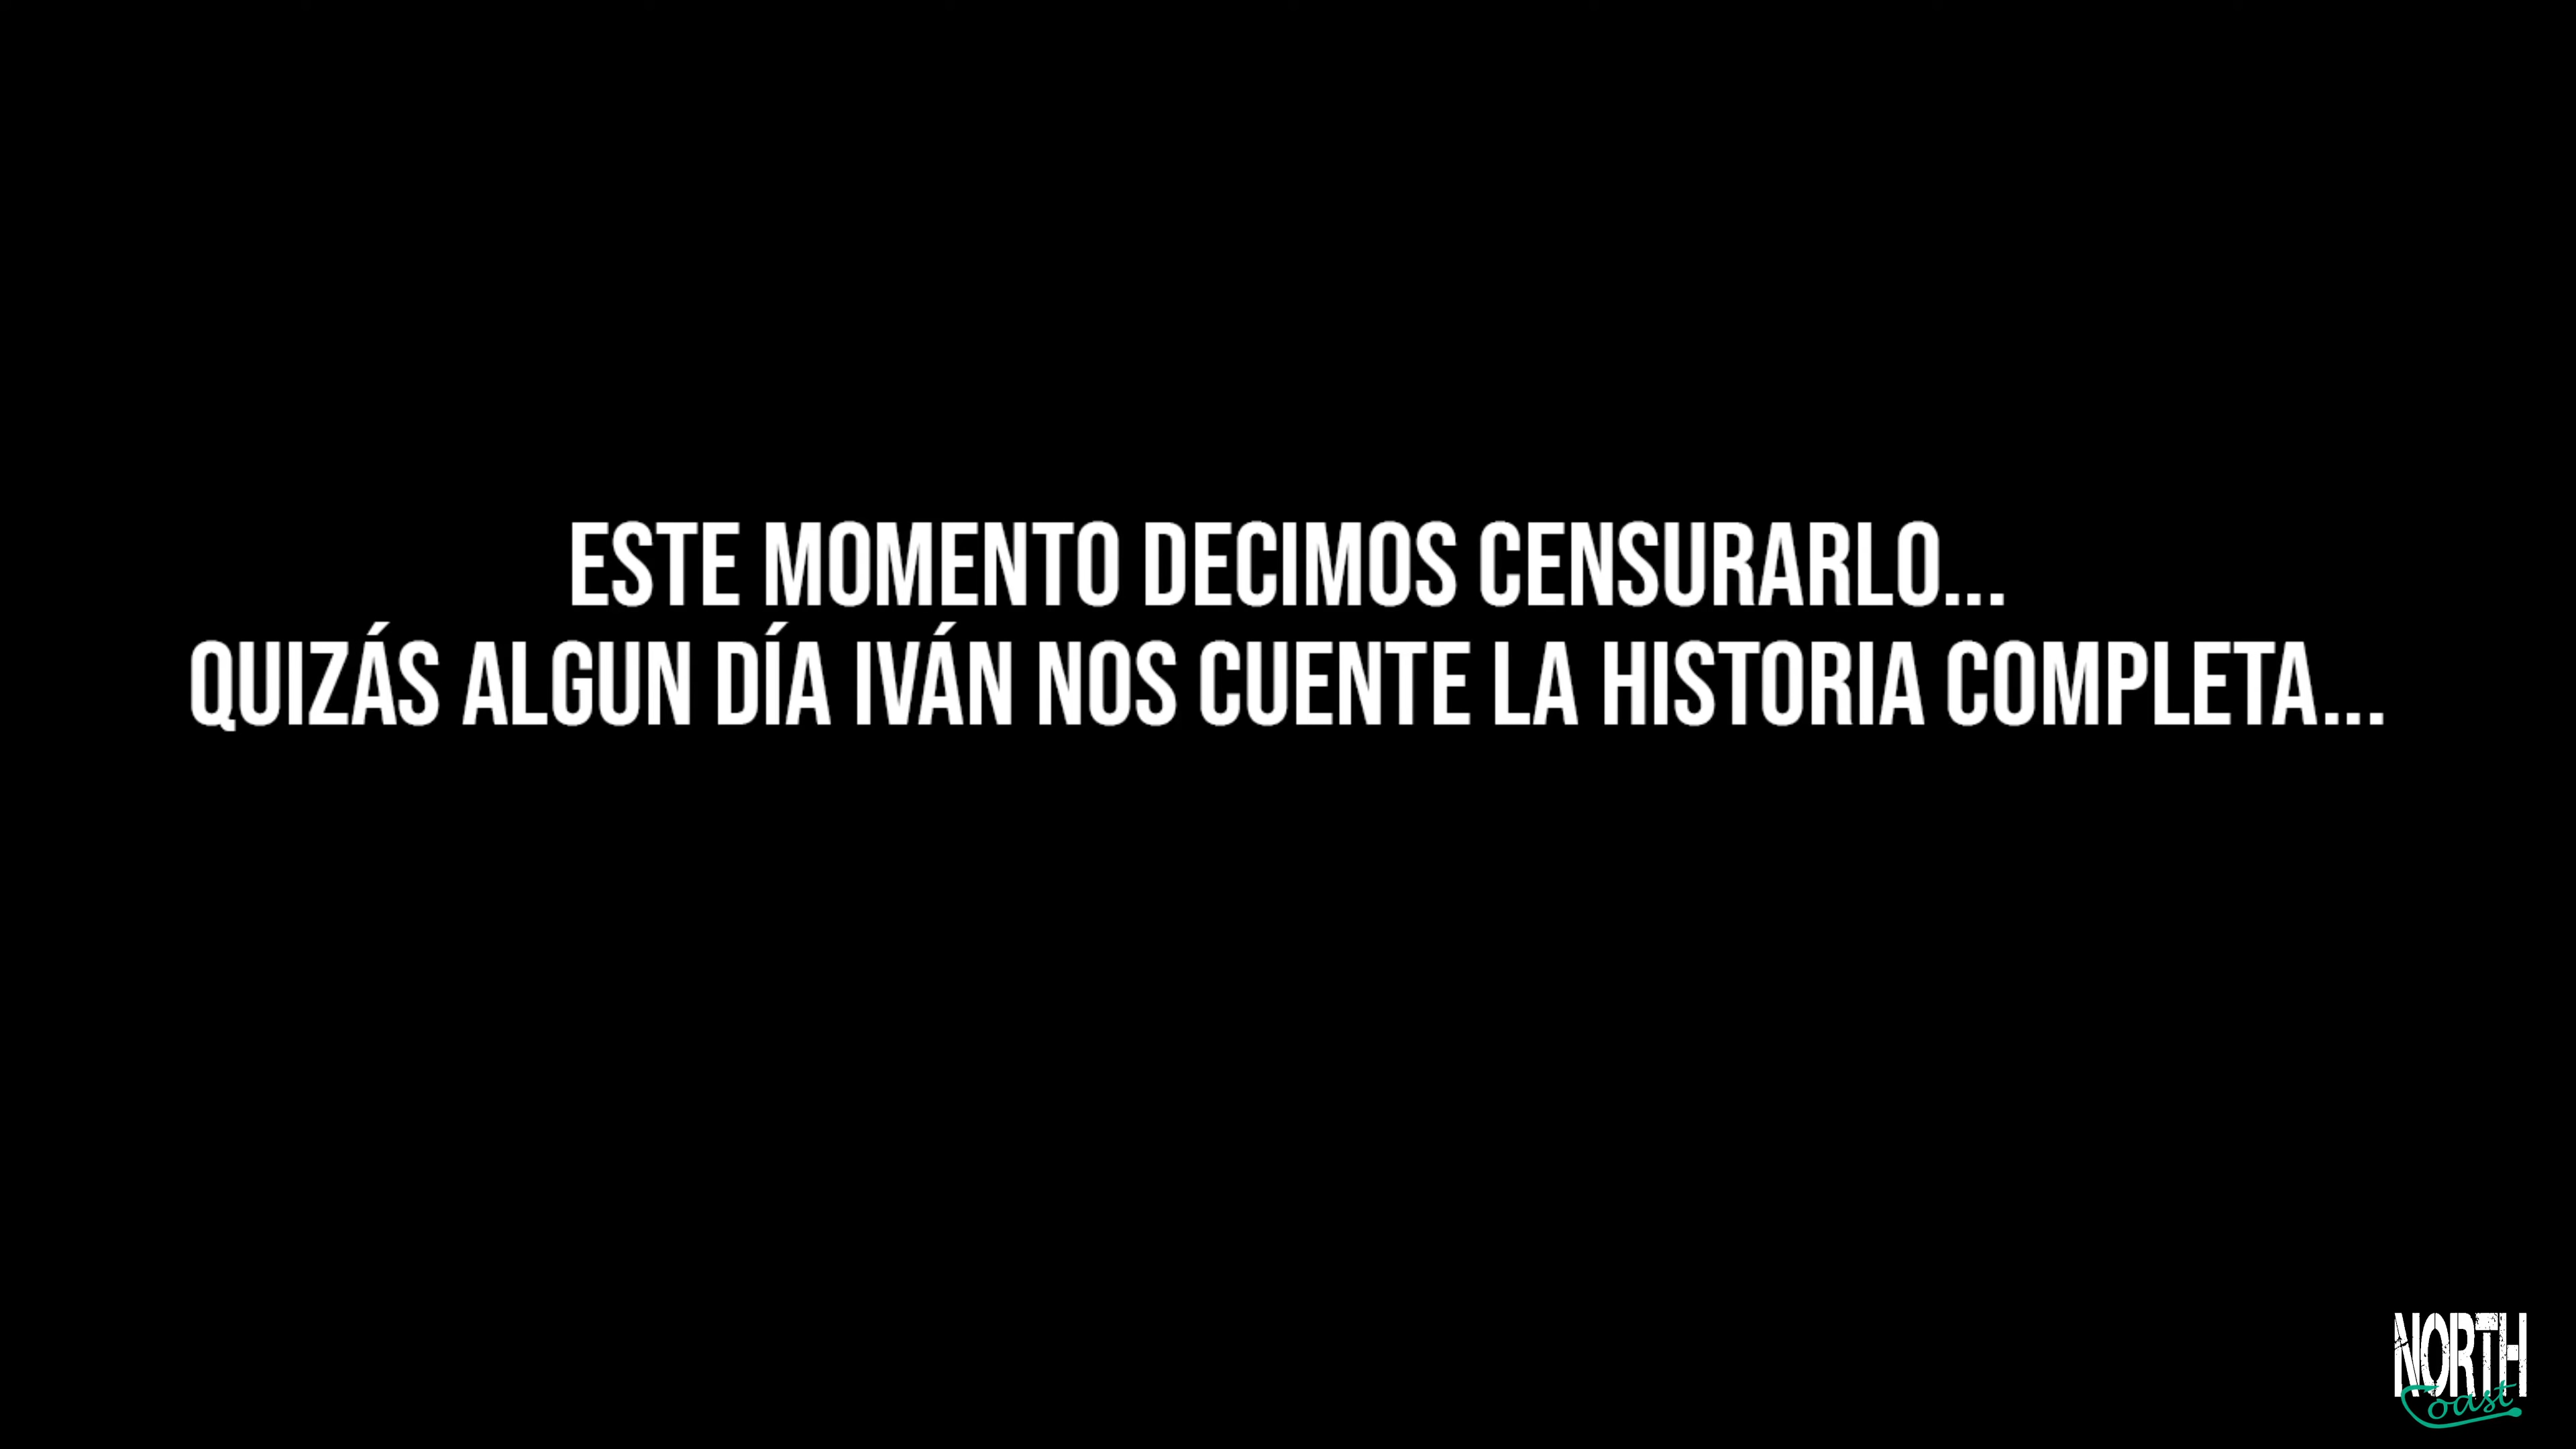 ESTE MOMENTO DECIMOS CENSURARLO...
QUIZÁS ALGUN DÍA IVÁN NOS CUENTE LA HISTORIA COMPLETA...
NORTH
Coast